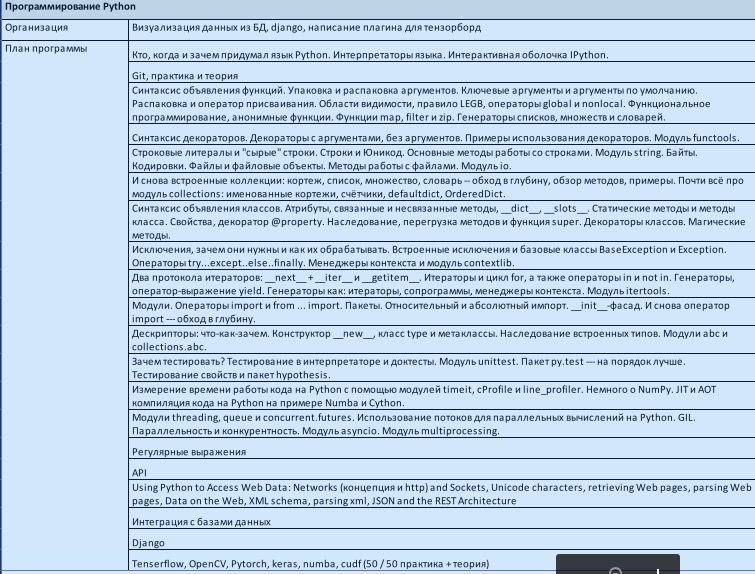 Программирование Python
Организация
Визуализация данных из БД, django, написание плагина для тензорборд
План программы
Кто, когда и зачем придумал язык Python. Интерпретаторы языка. Интерактивная оболочка IPython.
Git, практика и теория
Синтаксис объявления функций. Упаковка и распаковка аргументов. Ключевые аргументы и аргументы по умолчанию.
Распаковка и оператор присваивания. Области видимости, правило LEGB, операторы global и nonlocal. Функциональное
программирование, анонимные функции. Функции map, filter и zip. Генераторы списков, множеств и словарей.
Синтаксис декораторов. Декораторы с аргументами, без аргументов. Примеры использования декораторов. Модуль functools.
Строковые литералы и "сырые" строки. Строки и Юникод. Основные методы работы со строками. Модуль string. Байты.
Кодировки. Файлы и файловые объекты. Методы работы с файлами. Модуль io.
И снова встроенные коллекции: кортеж, список, множество, словарь -- обход в глубину, обзор методов, примеры. Почти всё про
модуль collections: именованные кортежи, счётчики, defaultdict, OrderedDict.
Синтаксис объявления классов. Атрибуты, связанные и несвязанные методы, __dict__, __slots__. Статические методы и методы
класса. Свойства, декоратор @property. Наследование, перегрузка методов и функция super. Декораторы классов. Магические
методы.
Исключения, зачем они нужны и как их обрабатывать. Встроенные исключения и базовые классы BaseException и Exception.
Операторы try...except..else..finally. Менеджеры контекста и модуль contextlib.
Два протокола итераторов: __next__ + __iter__ и __getitem__. Итераторы и цикл for, а также операторы in и not in. Генераторы,
оператор-выражение yield. Генераторы как: итераторы, сопрограммы, менеджеры контекста. Модуль itertools.
Модули. Операторы import и from ... import. Пакеты. Относительный и абсолютный импорт. __init__-фасад. И снова оператор
import --- обход в глубину.
Дескрипторы: что-как-зачем. Конструктор __new__, класс type и метаклассы. Наследование встроенных типов. Модули abc и
collections.abc.
Зачем тестировать? Тестирование в интерпретаторе и доктесты. Модуль unittest. Пакет py.test --- на порядок лучше.
Тестирование свойств и пакет hypothesis.
Измерение времени работы кода на Python с помощью модулей timeit, cProfile и line_profiler. Немного о NumPy. JIT и AOT
компиляция кода на Python на примере Numba и Cython.
Модули threading, queue и concurrent.futures. Использование потоков для параллельных вычислений на Python. GIL.
Параллельность и конкурентность. Модуль asyncio. Модуль multiprocessing.
Регулярные выражения
API
Using Python to Access Web Data: Networks (концепция и http) and Sockets, Unicode characters, retrieving Web pages, parsing Web
pages, Data on the Web, XML schema, parsing xml, JSON and the REST Architecture
Интеграция с базами данных
Django
Tenserflow, OpenCV, Pytorch, keras, numba, cudf (50 / 50 практика + теория)